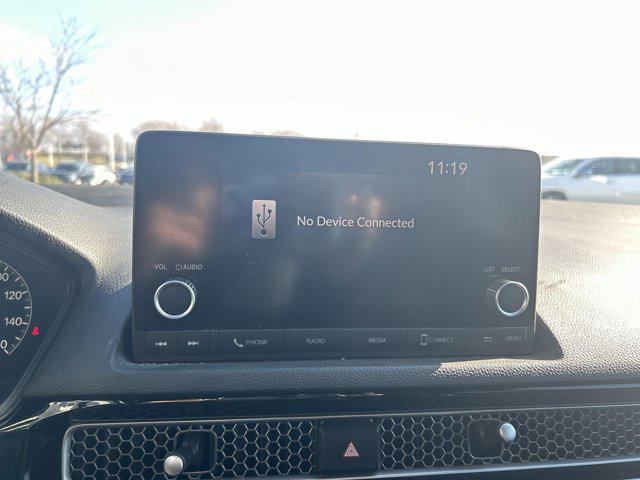 11:19
No Device Connected
VOL AUDIO
LIST SELECT
PHONE RADIO MEDIA CONNECT MENU
120
140